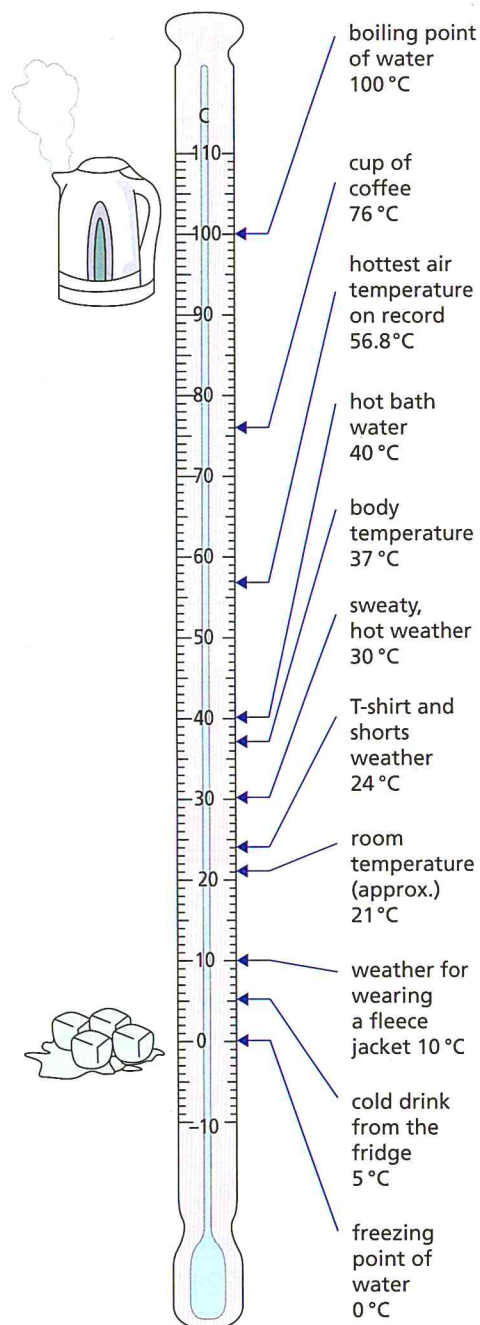 C
110
100
90
80
70
60
50
40
30
20
10
0
-10
boiling point
of water
100 °C
cup of
coffee
76 °C
hottest air
temperature
on record
56.8°C
hot bath
water
40 °C
body
temperature
37 °C
sweaty,
hot weather
30 °C
T-shirt and
shorts
weather
24 °C
room
temperature
(approx.)
21 °C
weather for
wearing
a fleece
jacket 10 °C
cold drink
from the
fridge
5 °C
freezing
point of
water
0 °C